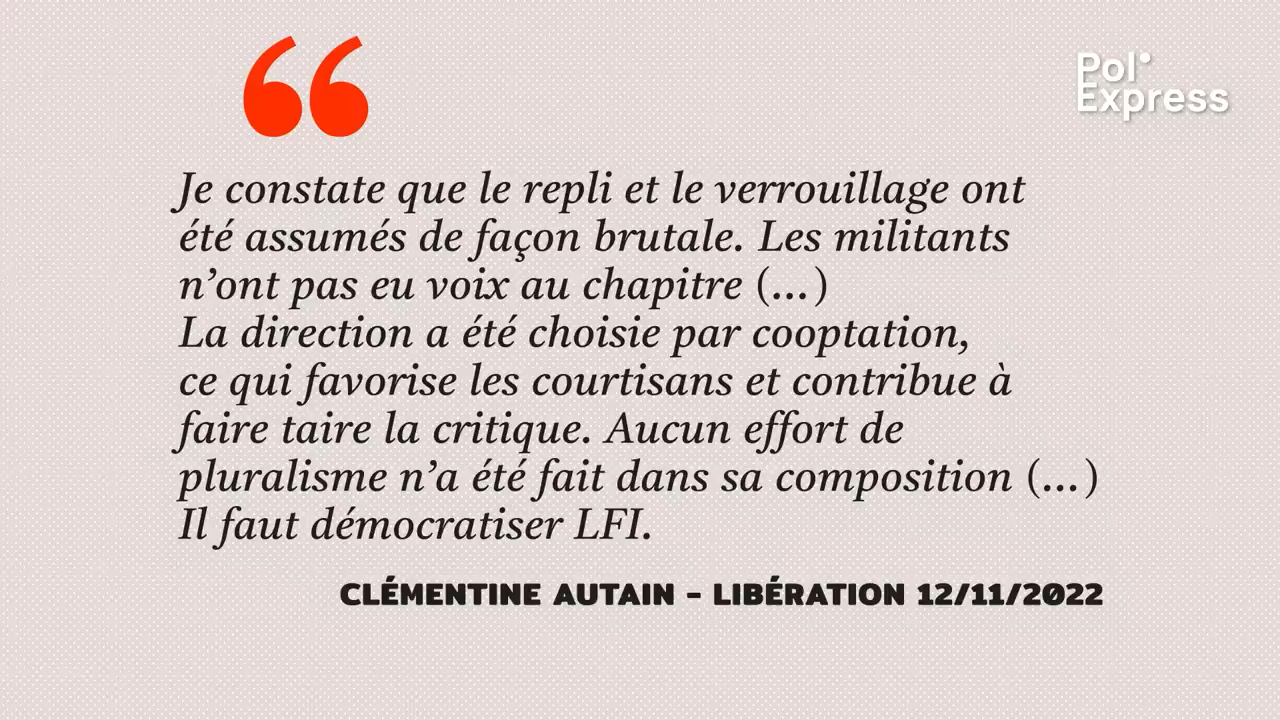 Pol'
Express
Je constate que le repli et le verrouillage ont
été assumés de façon brutale. Les militants
n’ont pas eu voix au chapitre (…)
La direction a été choisie par cooptation,
ce qui favorise les courtisans et contribue à
faire taire la critique. Aucun effort de
pluralisme n’a été fait dans sa composition (…)
Il faut démocratiser LFI.
CLÉMENTINE AUTAIN - LIBÉRATION 12/11/2022